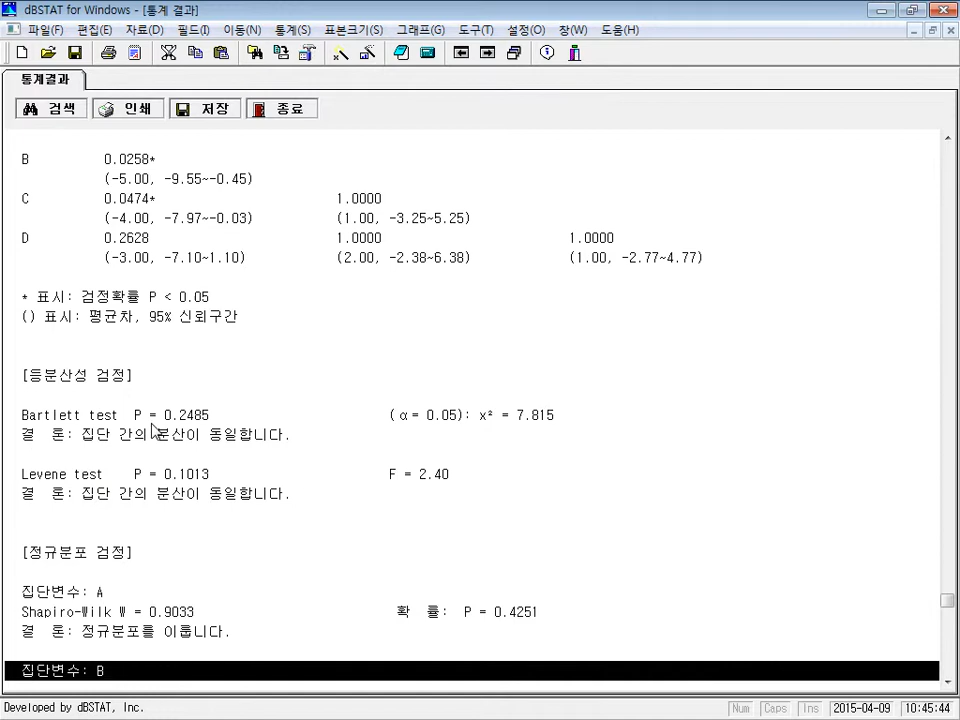 dBSTAT for Windows - [통계 결과]
파일(F) 편집(E) 자료(D) 필드(I) 이동(N) 통계(S) 표본크기(S) 그래프(G) 도구(T) 설정(O) 창(W) 도움(H)
통계결과
검색 인쇄 저장 종료
B 0.0258*
(-5.00, -9.55~-0.45)
C 0.0474* 1.0000
(-4.00, -7.97~-0.03) (1.00, -3.25~5.25)
D 0.2628 1.0000 1.0000
(-3.00, -7.10~1.10) (2.00, -2.38~6.38) (1.00, -2.77~4.77)
* 표시: 검정확률 P < 0.05
() 표시: 평균차, 95% 신뢰구간
[등분산성 검정]
Bartlett test P = 0.2485 (α= 0.05): x² = 7.815
결 론: 집단 간의 분산이 동일합니다.
Levene test P = 0.1013 F = 2.40
결 론: 집단 간의 분산이 동일합니다.
[정규분포 검정]
집단변수: A
Shapiro-Wilk W = 0.9033 확 률: P = 0.4251
결 론: 정규분포를 이룹니다.
집단변수: B
Developed by dBSTAT, Inc. Num Caps Ins 2015-04-09 10:45:44